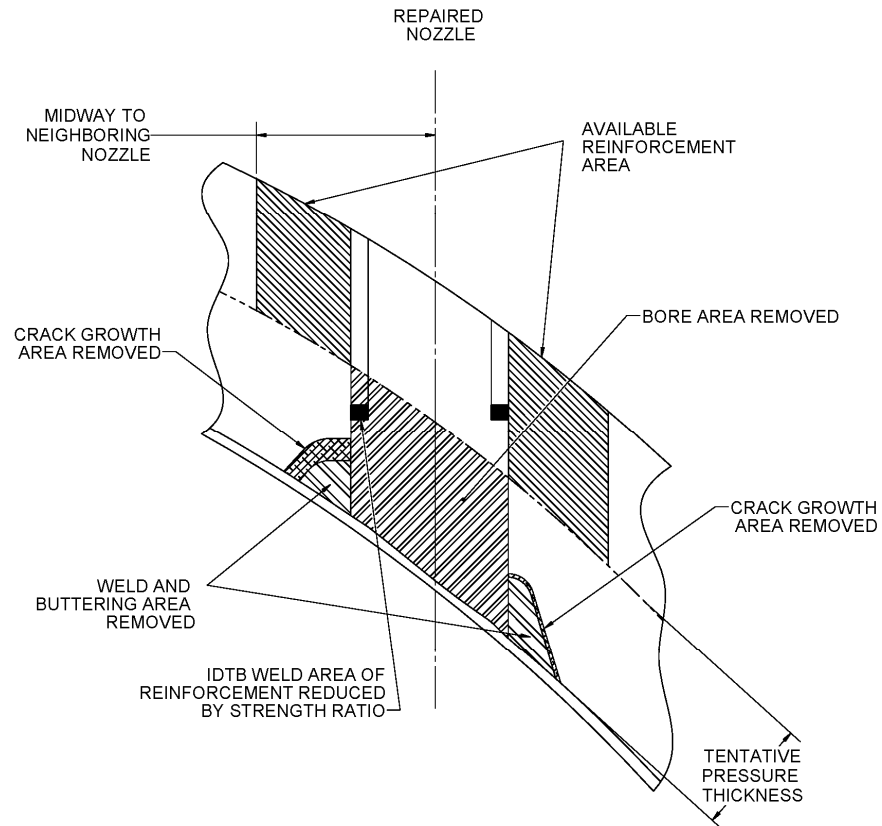 REPAIRED
NOZZLE
MIDWAY TO
NEIGHBORING
NOZZLE
AVAILABLE
REINFORCEMENT
AREA
BORE AREA REMOVED
CRACK GROWTH
AREA REMOVED
CRACK GROWTH
AREA REMOVED
WELD AND
BUTTERING AREA
REMOVED
IDTB WELD AREA OF
REINFORCEMENT REDUCED
BY STRENGTH RATIO
TENTATIVE
PRESSURE
THICKNESS